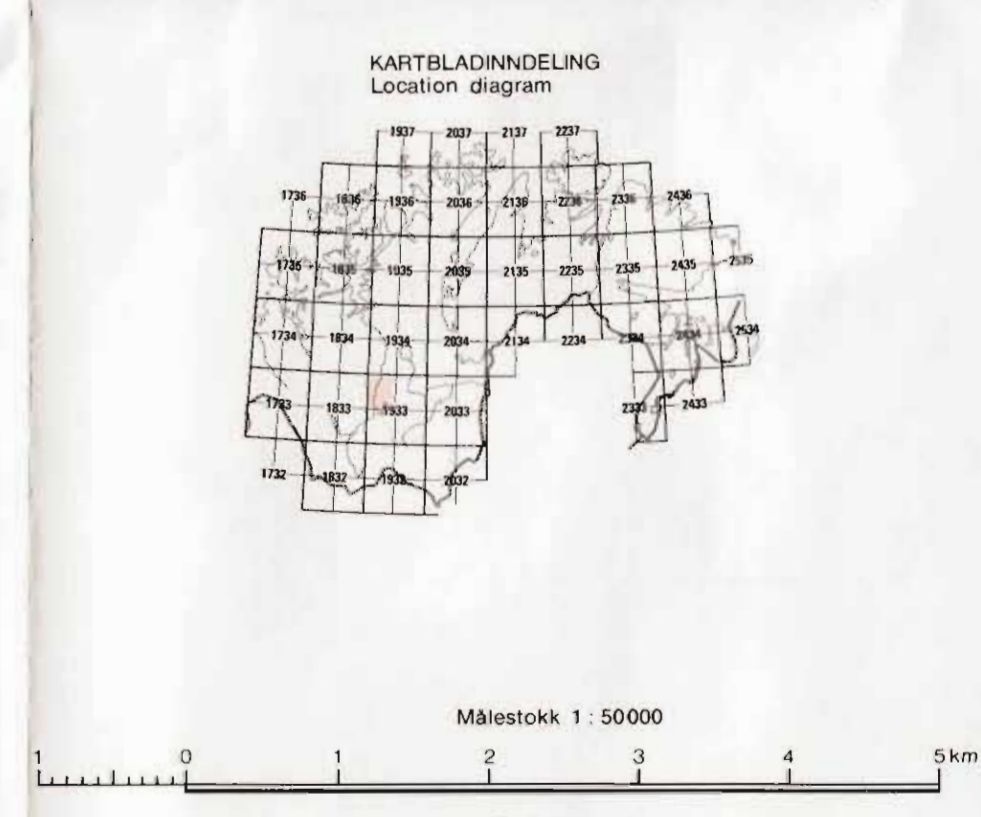 KARTBLADINNDELING
Location diagram
1937 2037 2137 2237
1736 1836 1936 2036 2136 2236 2336 2436
1735 1835 1935 2035 2135 2235 2335 2435 2535
1734 1834 1934 2034 2134 2234 2334 2434 2534
1733 1833 1933 2033 2333 2433
1732 1832 1932 2032
Målestokk 1 : 50000
1 0 1 2 3 4 5 km